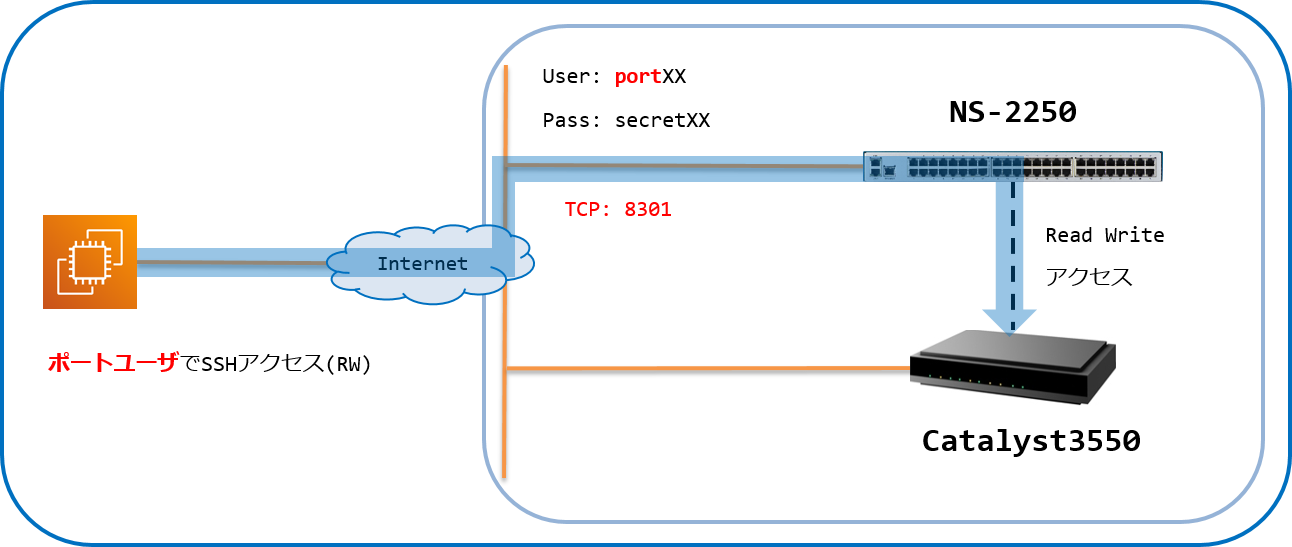 User: portXX
Pass: secretXX
NS-2250
TCP: 8301
Internet
Read Write
アクセス
ポートユーザでSSHアクセス(RW)
Catalyst3550